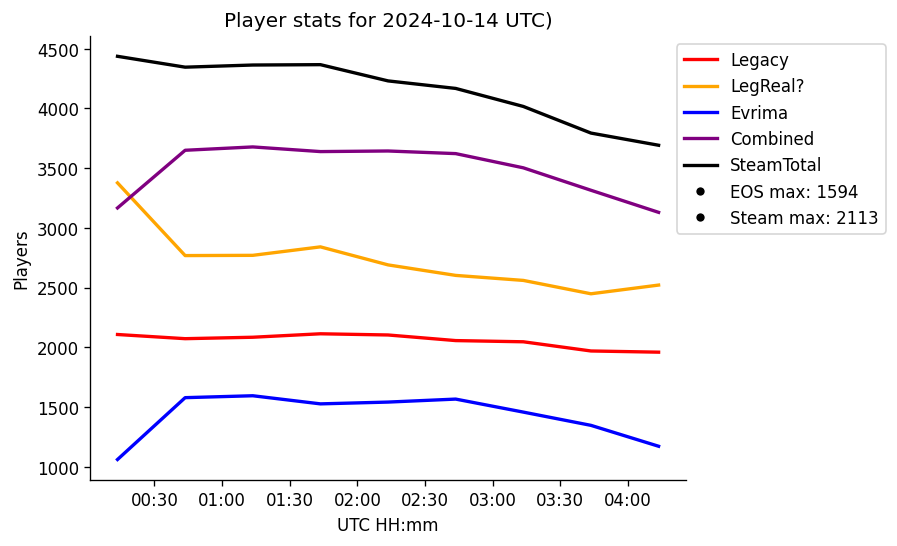 Player stats for 2024-10-14 UTC)
4500
4000
3500
3000
2500
2000
1500
1000
Players
00:30 01:00 01:30 02:00 02:30 03:00 03:30 04:00
UTC HH:mm
Legacy
LegReal?
Evrima
Combined
SteamTotal
EOS max: 1594
Steam max: 2113